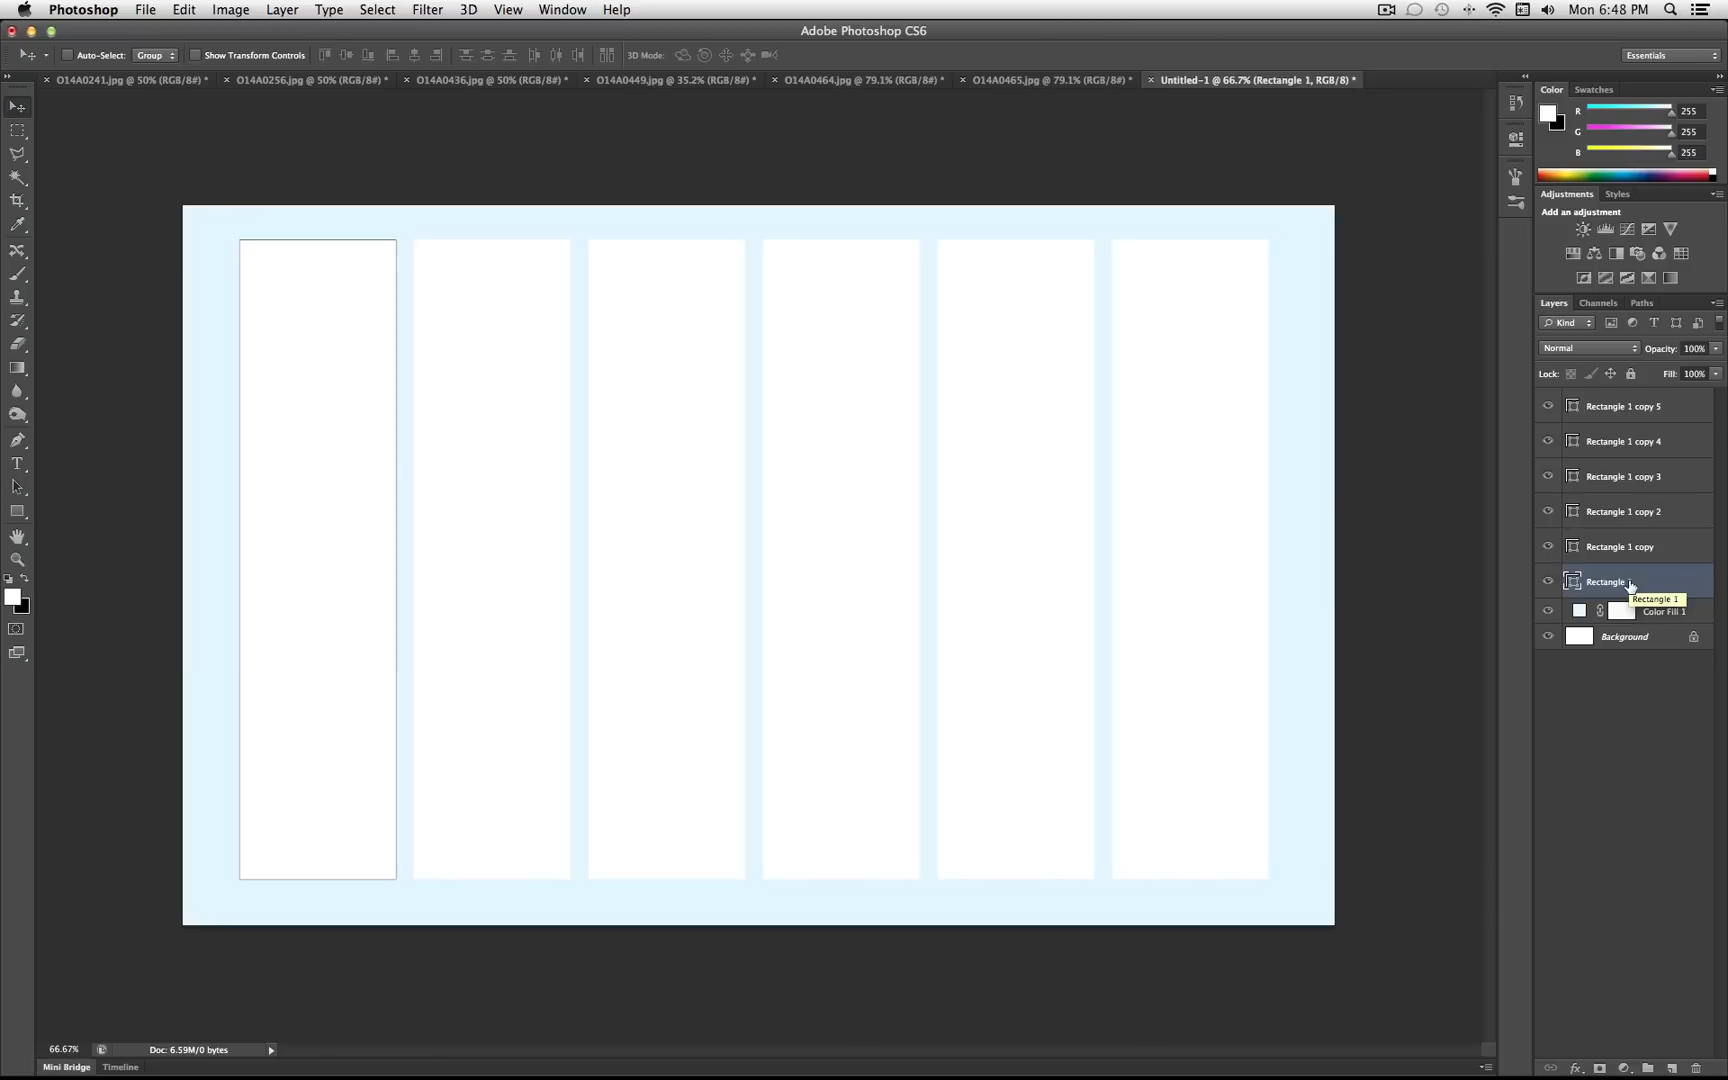 Photoshop File Edit Image Layer Type Select Filter 3D View Window Help Mon 6:48 PM
Adobe Photoshop CS6
Auto-Select: Group Show Transform Controls 3D Mode: Essentials
O14A0241.jpg @ 50% (RGB/8#) * O14A0256.jpg @ 50% (RGB/8#) * O14A0436.jpg @ 50% (RGB/8#) * O14A0449.jpg @ 35.2% (RGB/8#) * O14A0464.jpg @ 79.1% (RGB/8#) * O14A0465.jpg @ 79.1% (RGB/8#) * Untitled-1 @ 66.7% (Rectangle 1, RGB/8) *
Color Swatches
R 255
G 255
B 255
Adjustments Styles
Add an adjustment
Layers Channels Paths
Kind
Normal Opacity: 100%
Lock: Fill: 100%
Rectangle 1 copy 5
Rectangle 1 copy 4
Rectangle 1 copy 3
Rectangle 1 copy 2
Rectangle 1 copy
Rectangle
Rectangle 1
Color Fill 1
Background
66.67% Doc: 6.59M/0 bytes
Mini Bridge Timeline
fx